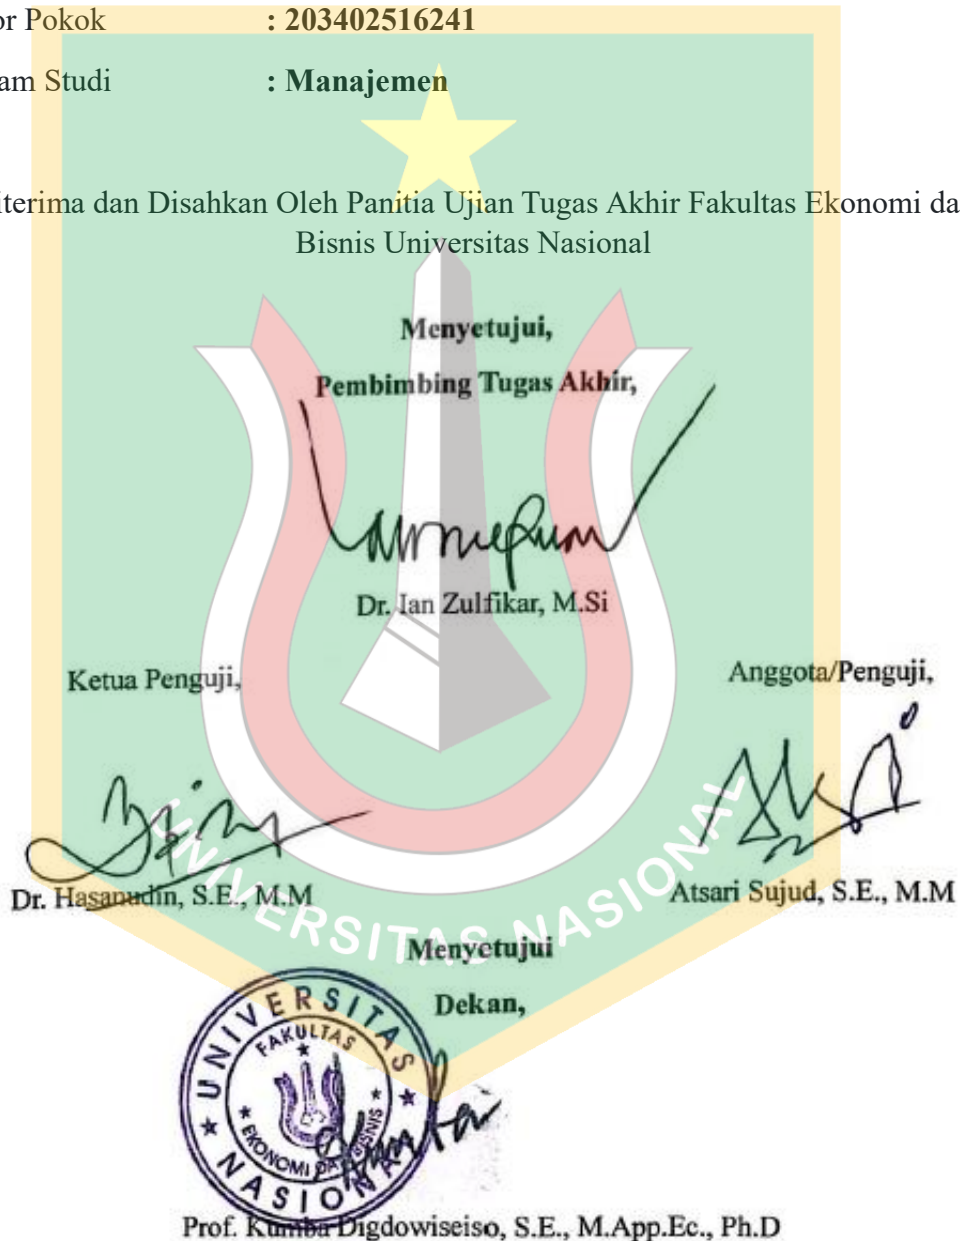 or Pokok : 203402516241
am Studi : Manajemen
iterima dan Disahkan Oleh Panitia Ujian Tugas Akhir Fakultas Ekonomi da
Bisnis Universitas Nasional
Menyetujui,
Pembimbing Tugas Akhir,
Dr. Ian Zulfikar, M.Si
Ketua Penguji,
Anggota/Penguji,
Dr. Hasanudin, S.E., M.M
Atsari Sujud, S.E., M.M
UNIVERSITAS NASIONAL
Menyetujui
Dekan,
UNIVERSITAS
NASIONAL
FAKULTAS
EKONOMI DAN BISNIS
Prof. Kumba Digdowiseiso, S.E., M.App.Ec., Ph.D